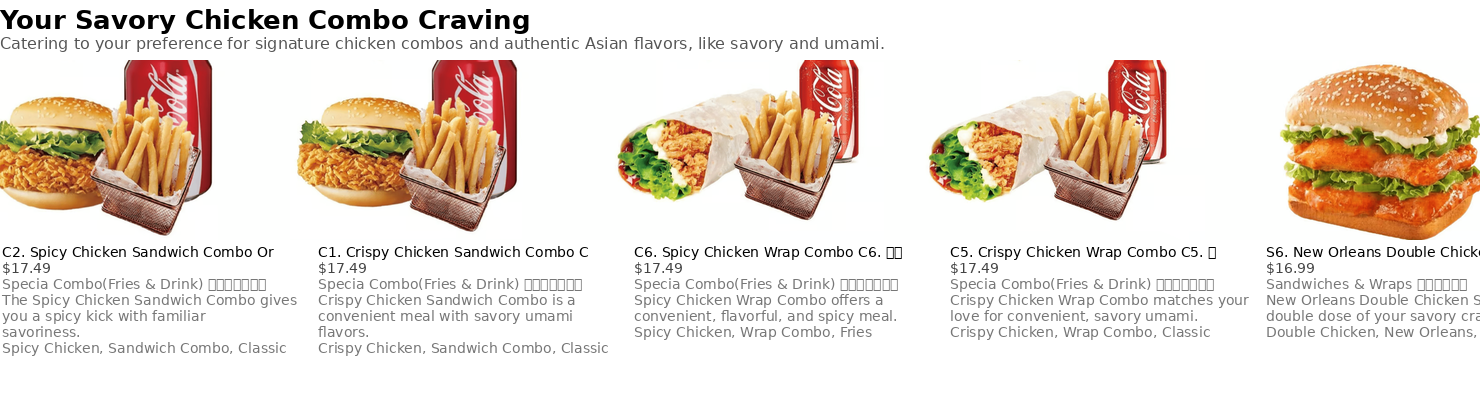 Your Savory Chicken Combo Craving
Catering to your preference for signature chicken combos and authentic Asian flavors, like savory and umami.
Cola
Cola
Coca-Cola
Coca-Cola
C2. Spicy Chicken Sandwich Combo Or
$17.49
Specia Combo(Fries & Drink)
The Spicy Chicken Sandwich Combo gives
you a spicy kick with familiar
savoriness.
Spicy Chicken, Sandwich Combo, Classic
C1. Crispy Chicken Sandwich Combo C
$17.49
Specia Combo(Fries & Drink)
Crispy Chicken Sandwich Combo is a
convenient meal with savory umami
flavors.
Crispy Chicken, Sandwich Combo, Classic
C6. Spicy Chicken Wrap Combo C6.
$17.49
Specia Combo(Fries & Drink)
Spicy Chicken Wrap Combo offers a
convenient, flavorful, and spicy meal.
Spicy Chicken, Wrap Combo, Fries
C5. Crispy Chicken Wrap Combo C5.
$17.49
Specia Combo(Fries & Drink)
Crispy Chicken Wrap Combo matches your
love for convenient, savory umami.
Crispy Chicken, Wrap Combo, Classic
S6. New Orleans Double Chick
$16.99
Sandwiches & Wraps
New Orleans Double Chicken S
double dose of your savory cra
Double Chicken, New Orleans,